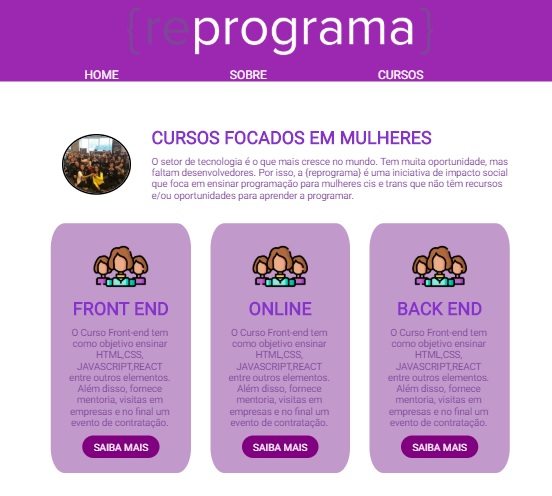 {reprograma}
HOME SOBRE CURSOS
CURSOS FOCADOS EM MULHERES
O setor de tecnologia é o que mais cresce no mundo. Tem muita oportunidade, mas
faltam desenvolvedores. Por isso, a {reprograma} é uma iniciativa de impacto social
que foca em ensinar programação para mulheres cis e trans que não têm recursos
e/ou oportunidades para aprender a programar.
FRONT END
O Curso Front-end tem
como objetivo ensinar
HTML,CSS,
JAVASCRIPT,REACT
entre outros elementos.
Além disso, fornece
mentoria, visitas em
empresas e no final um
evento de contratação.
SAIBA MAIS
ONLINE
O Curso Front-end tem
como objetivo ensinar
HTML,CSS,
JAVASCRIPT,REACT
entre outros elementos.
Além disso, fornece
mentoria, visitas em
empresas e no final um
evento de contratação.
SAIBA MAIS
BACK END
O Curso Front-end tem
como objetivo ensinar
HTML,CSS,
JAVASCRIPT,REACT
entre outros elementos.
Além disso, fornece
mentoria, visitas em
empresas e no final um
evento de contratação.
SAIBA MAIS